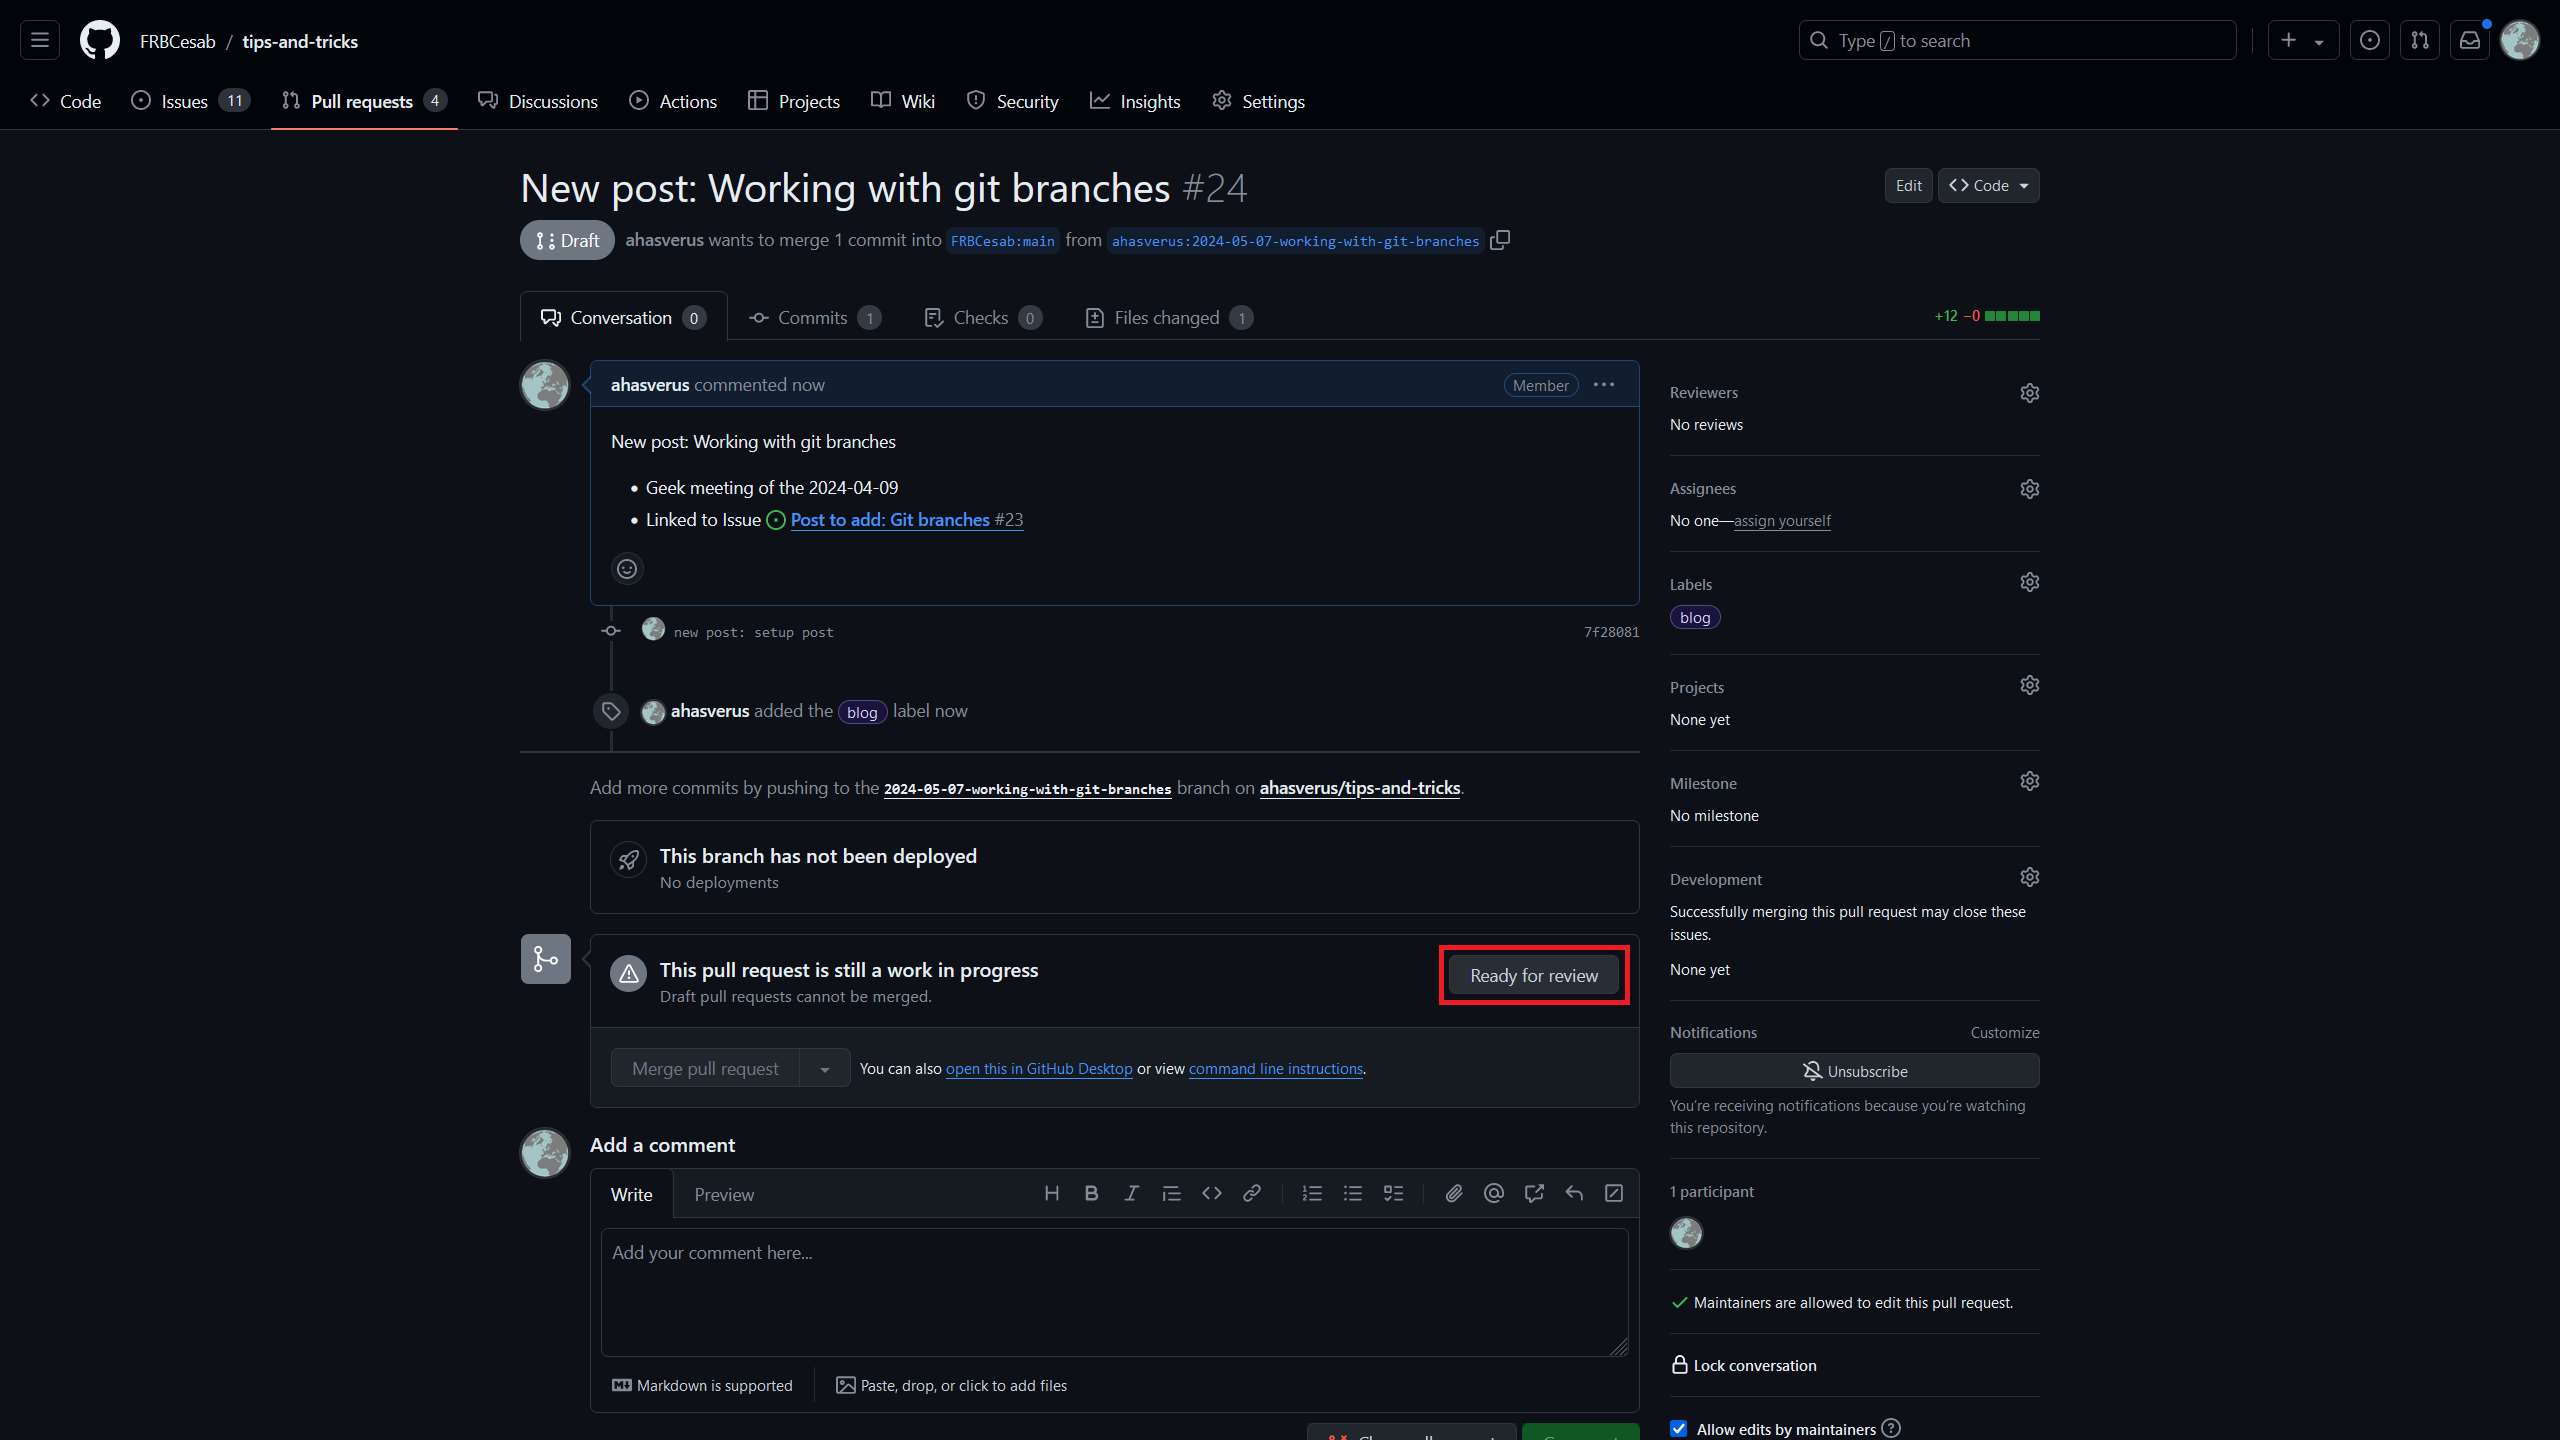 FRBCesab / tips-and-tricks
Type / to search
Code
Issues 11
Pull requests 4
Discussions
Actions
Projects
Wiki
Security
Insights
Settings
New post: Working with git branches #24
Edit
Code
Draft
ahasverus wants to merge 1 commit into FRBCesab:main from ahasverus:2024-05-07-working-with-git-branches
Conversation 0
Commits 1
Checks 0
Files changed 1
+12 −0
ahasverus commented now
Member
New post: Working with git branches
• Geek meeting of the 2024-04-09
• Linked to Issue Post to add: Git branches #23
new post: setup post
7f28081
ahasverus added the blog label now
Add more commits by pushing to the 2024-05-07-working-with-git-branches branch on ahasverus/tips-and-tricks.
This branch has not been deployed
No deployments
This pull request is still a work in progress
Draft pull requests cannot be merged.
Ready for review
Merge pull request
You can also open this in GitHub Desktop or view command line instructions.
Add a comment
Write
Preview
Add your comment here...
Markdown is supported
Paste, drop, or click to add files
Reviewers
No reviews
Assignees
No one—assign yourself
Labels
blog
Projects
None yet
Milestone
No milestone
Development
Successfully merging this pull request may close these
issues.
None yet
Notifications
Customize
Unsubscribe
You're receiving notifications because you're watching
this repository.
1 participant
Maintainers are allowed to edit this pull request.
Lock conversation
Allow edits by maintainers